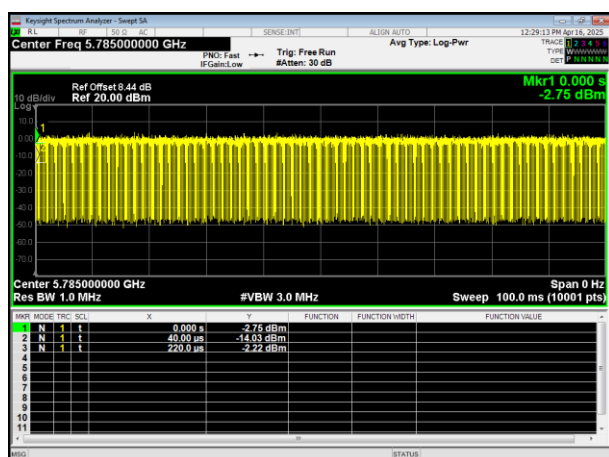 Keysight Spectrum Analyzer - Swept SA
RL RF 50 Ω AC SENSE:INT ALIGN AUTO 12:29:13 PM Apr 16, 2025
Center Freq 5.785000000 GHz Avg Type: Log-Pwr TRACE 1 2 3 4 5
PNO: Fast Trig: Free Run TYPE
IFGain:Low #Atten: 30 dB DET P N N N N N
Ref Offset 8.44 dB Mkr1 0.000 s
10 dB/div Ref 20.00 dBm -2.75 dBm
Log
10.0
1
0.00
-10.0
-20.0
-30.0
-40.0
-50.0
-60.0
-70.0
Center 5.785000000 GHz Span 0 Hz
Res BW 1.0 MHz #VBW 3.0 MHz Sweep 100.0 ms (10001 pts)
MKR MODE TRC SCL X Y FUNCTION FUNCTION WIDTH FUNCTION VALUE
1 N 1 t 0.000 s -2.75 dBm
2 N 1 t 40.00 µs -14.03 dBm
3 N 1 t 220.0 µs -2.22 dBm
4
5
6
7
8
9
10
11
MSG STATUS